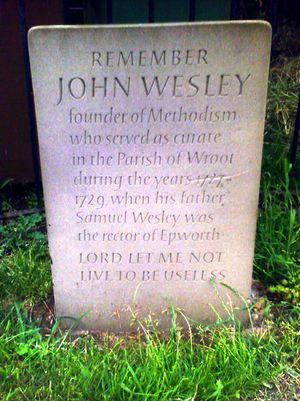 REMEMBER
JOHN WESLEY
founder of Methodism
who served as curate
in the Parish of Wroot
during the years 1727-
1729 when his father
Samuel Wesley was
the rector of Epworth
LORD LET ME NOT
LIVE TO BE USELESS